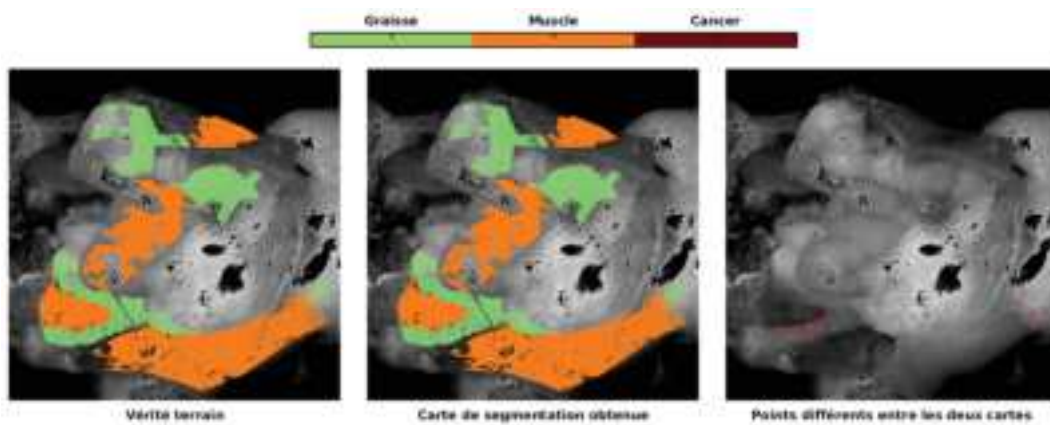 Graisse Muscle Cancer
Vérité terrain Carte de segmentation obtenue Points différents entre les deux cartes